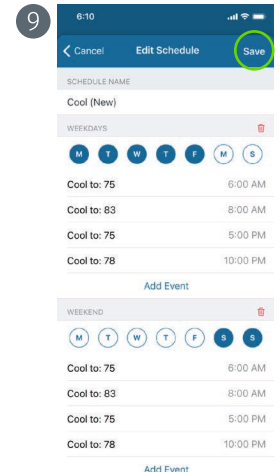 9
6:10
Cancel Edit Schedule Save
SCHEDULE NAME
Cool (New)
WEEKDAYS
M T W T F M S
Cool to: 75 6:00 AM
Cool to: 83 8:00 AM
Cool to: 75 5:00 PM
Cool to: 78 10:00 PM
Add Event
WEEKEND
M T W T F S S
Cool to: 75 6:00 AM
Cool to: 83 8:00 AM
Cool to: 75 5:00 PM
Cool to: 78 10:00 PM
Add Event